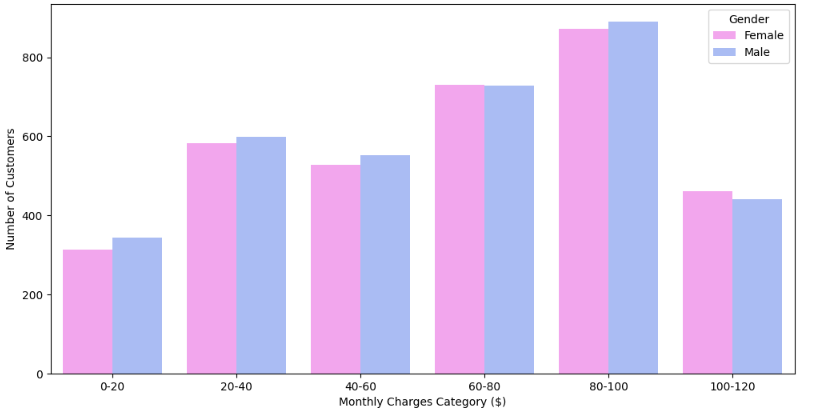 Gender
Female
Male
Number of Customers
800
600
400
200
0
0-20 20-40 40-60 60-80 80-100 100-120
Monthly Charges Category ($)